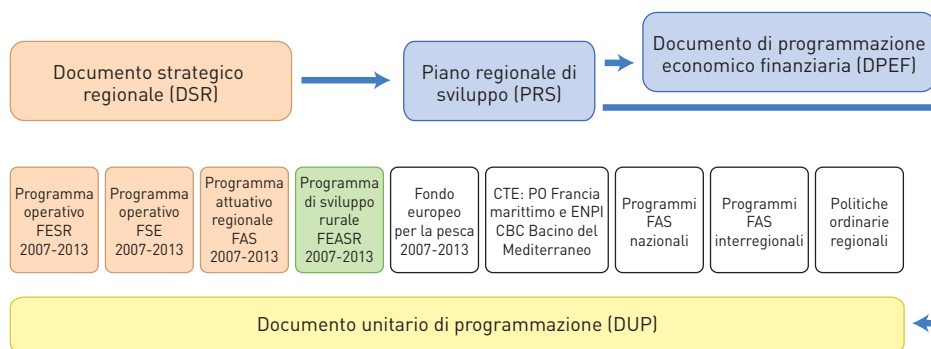 Documento strategico
regionale (DSR)
Piano regionale di
sviluppo (PRS)
Documento di programmazione
economico finanziaria (DPEF)
Programma
operativo
FESR
2007-2013
Programma
operativo
FSE
2007-2013
Programma
attuativo
regionale
FAS
2007-2013
Programma
di sviluppo
rurale
FEASR
2007-2013
Fondo
europeo
per la pesca
2007-2013
CTE: PO Francia
marittimo e ENPI
CBC Bacino del
Mediterraneo
Programmi
FAS
nazionali
Programmi
FAS
interregionali
Politiche
ordinarie
regionali
Documento unitario di programmazione (DUP)